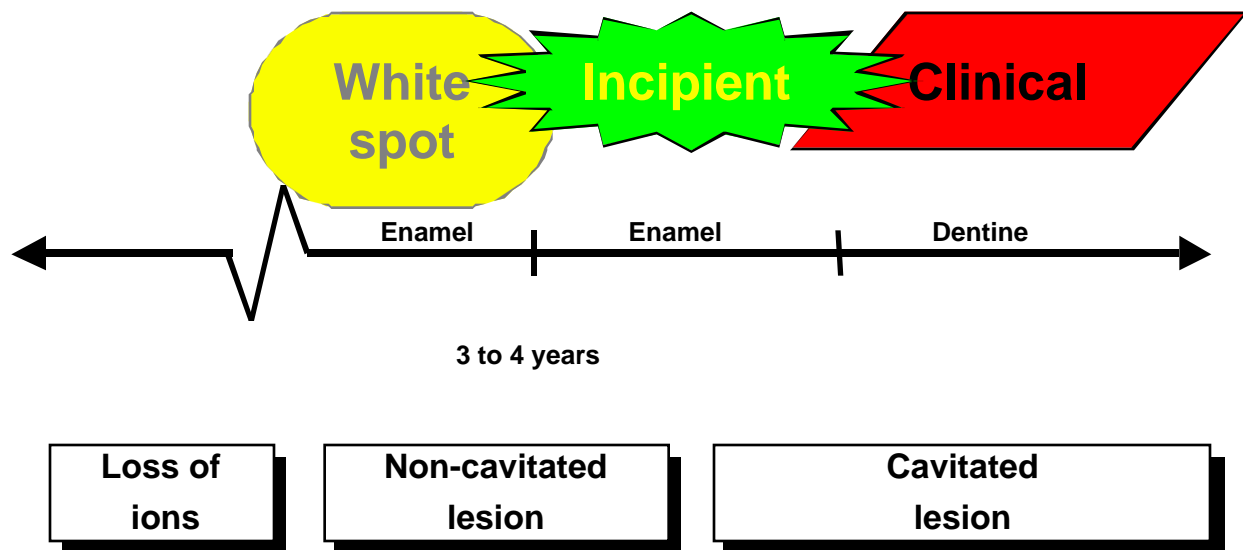 White
spot
Incipient
Clinical
Enamel
Enamel
Dentine
3 to 4 years
Loss of
ions
Non-cavitated
lesion
Cavitated
lesion